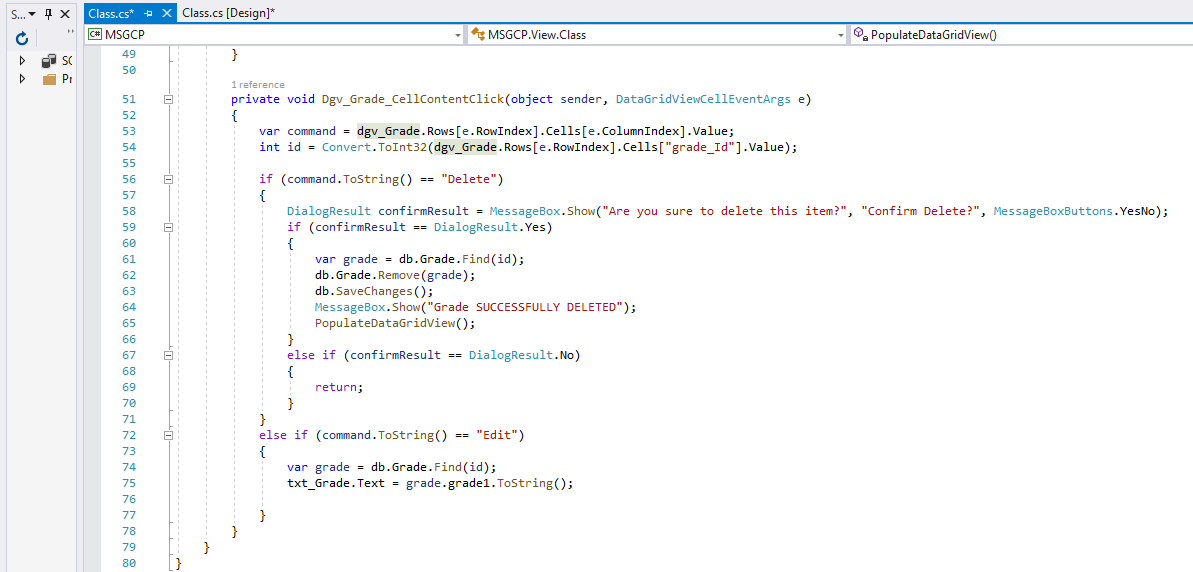 S...
Class.cs*
Class.cs [Design]*
"
C# MSGCP
MSGCP.View.Class
PopulateDataGridView()
SC
Pr
49 }
50
1 reference
51 private void Dgv_Grade_CellContentClick(object sender, DataGridViewCellEventArgs e)
52 {
53 var command = dgv_Grade.Rows[e.RowIndex].Cells[e.ColumnIndex].Value;
54 int id = Convert.ToInt32(dgv_Grade.Rows[e.RowIndex].Cells["grade_Id"].Value);
55
56 if (command.ToString() == "Delete")
57 {
58 DialogResult confirmResult = MessageBox.Show("Are you sure to delete this item?", "Confirm Delete?", MessageBoxButtons.YesNo);
59 if (confirmResult == DialogResult.Yes)
60 {
61 var grade = db.Grade.Find(id);
62 db.Grade.Remove(grade);
63 db.SaveChanges();
64 MessageBox.Show("Grade SUCCESSFULLY DELETED");
65 PopulateDataGridView();
66 }
67 else if (confirmResult == DialogResult.No)
68 {
69 return;
70 }
71 }
72 else if (command.ToString() == "Edit")
73 {
74 var grade = db.Grade.Find(id);
75 txt_Grade.Text = grade.grade1.ToString();
76
77 }
78 }
79 }
80 }